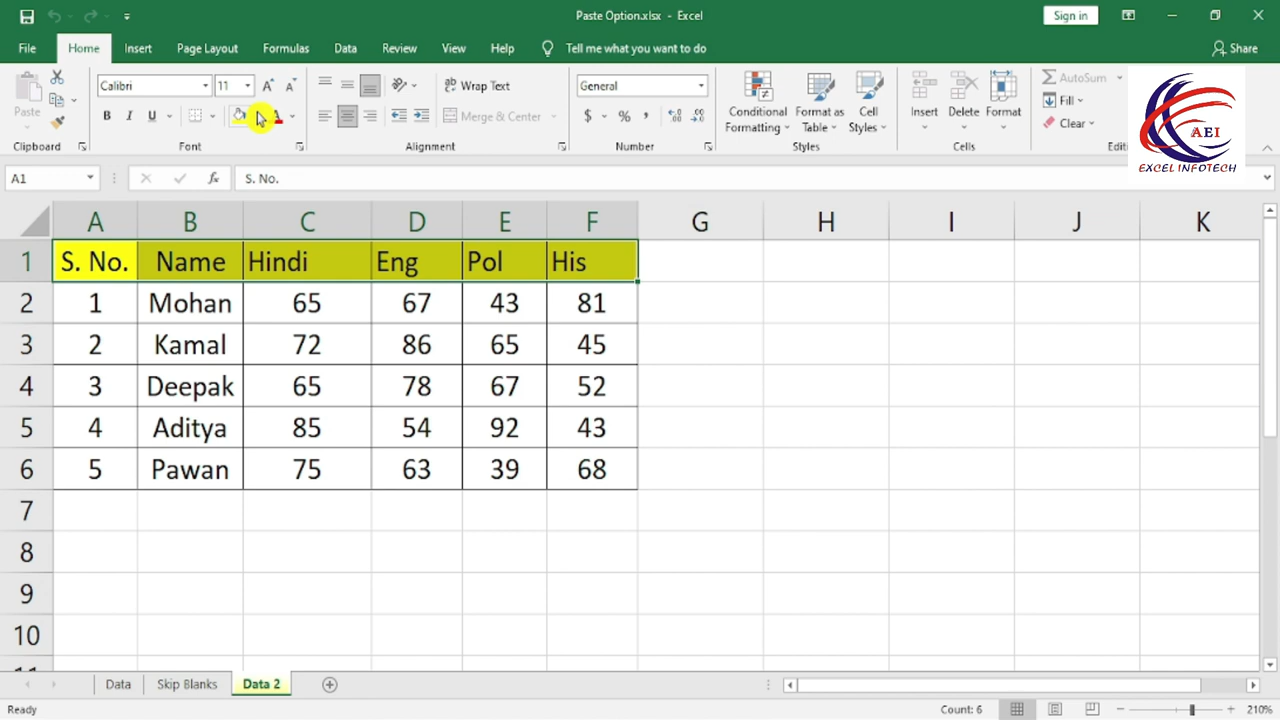 Paste Option.xlsx - Excel
Sign in
File Home Insert Page Layout Formulas Data Review View Help Tell me what you want to do Share
Paste
Calibri 11 A A
B I U
Wrap Text
Merge & Center
General
$ % ,
Conditional Formatting
Format as Table
Cell Styles
Insert Delete Format
AutoSum
Fill
Clear
Clipboard Font Alignment Number Styles Cells Editi
AEI
EXCEL INFOTECH
A1 fx S. No.
A B C D E F G H I J K
1 S. No. Name Hindi Eng Pol His
2 1 Mohan 65 67 43 81
3 2 Kamal 72 86 65 45
4 3 Deepak 65 78 67 52
5 4 Aditya 85 54 92 43
6 5 Pawan 75 63 39 68
7
8
9
10
Data Skip Blanks Data 2
Ready Count: 6 210%